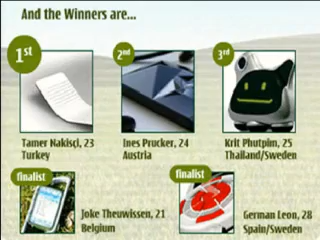 And the Winners are...
1st
2nd
3rd
Tamer Nakisçi, 23
Turkey
Ines Prucker, 24
Austria
Krit Phutpim, 25
Thailand/Sweden
finalist
finalist
Joke Theuwissen, 21
Belgium
German Leon, 28
Spain/Sweden